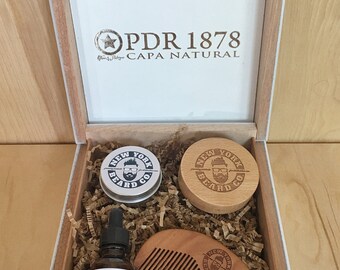 PDR 1878
CAPA NATURAL
NEW YORK
BEARD CO.
NEW YORK
BEARD CO.